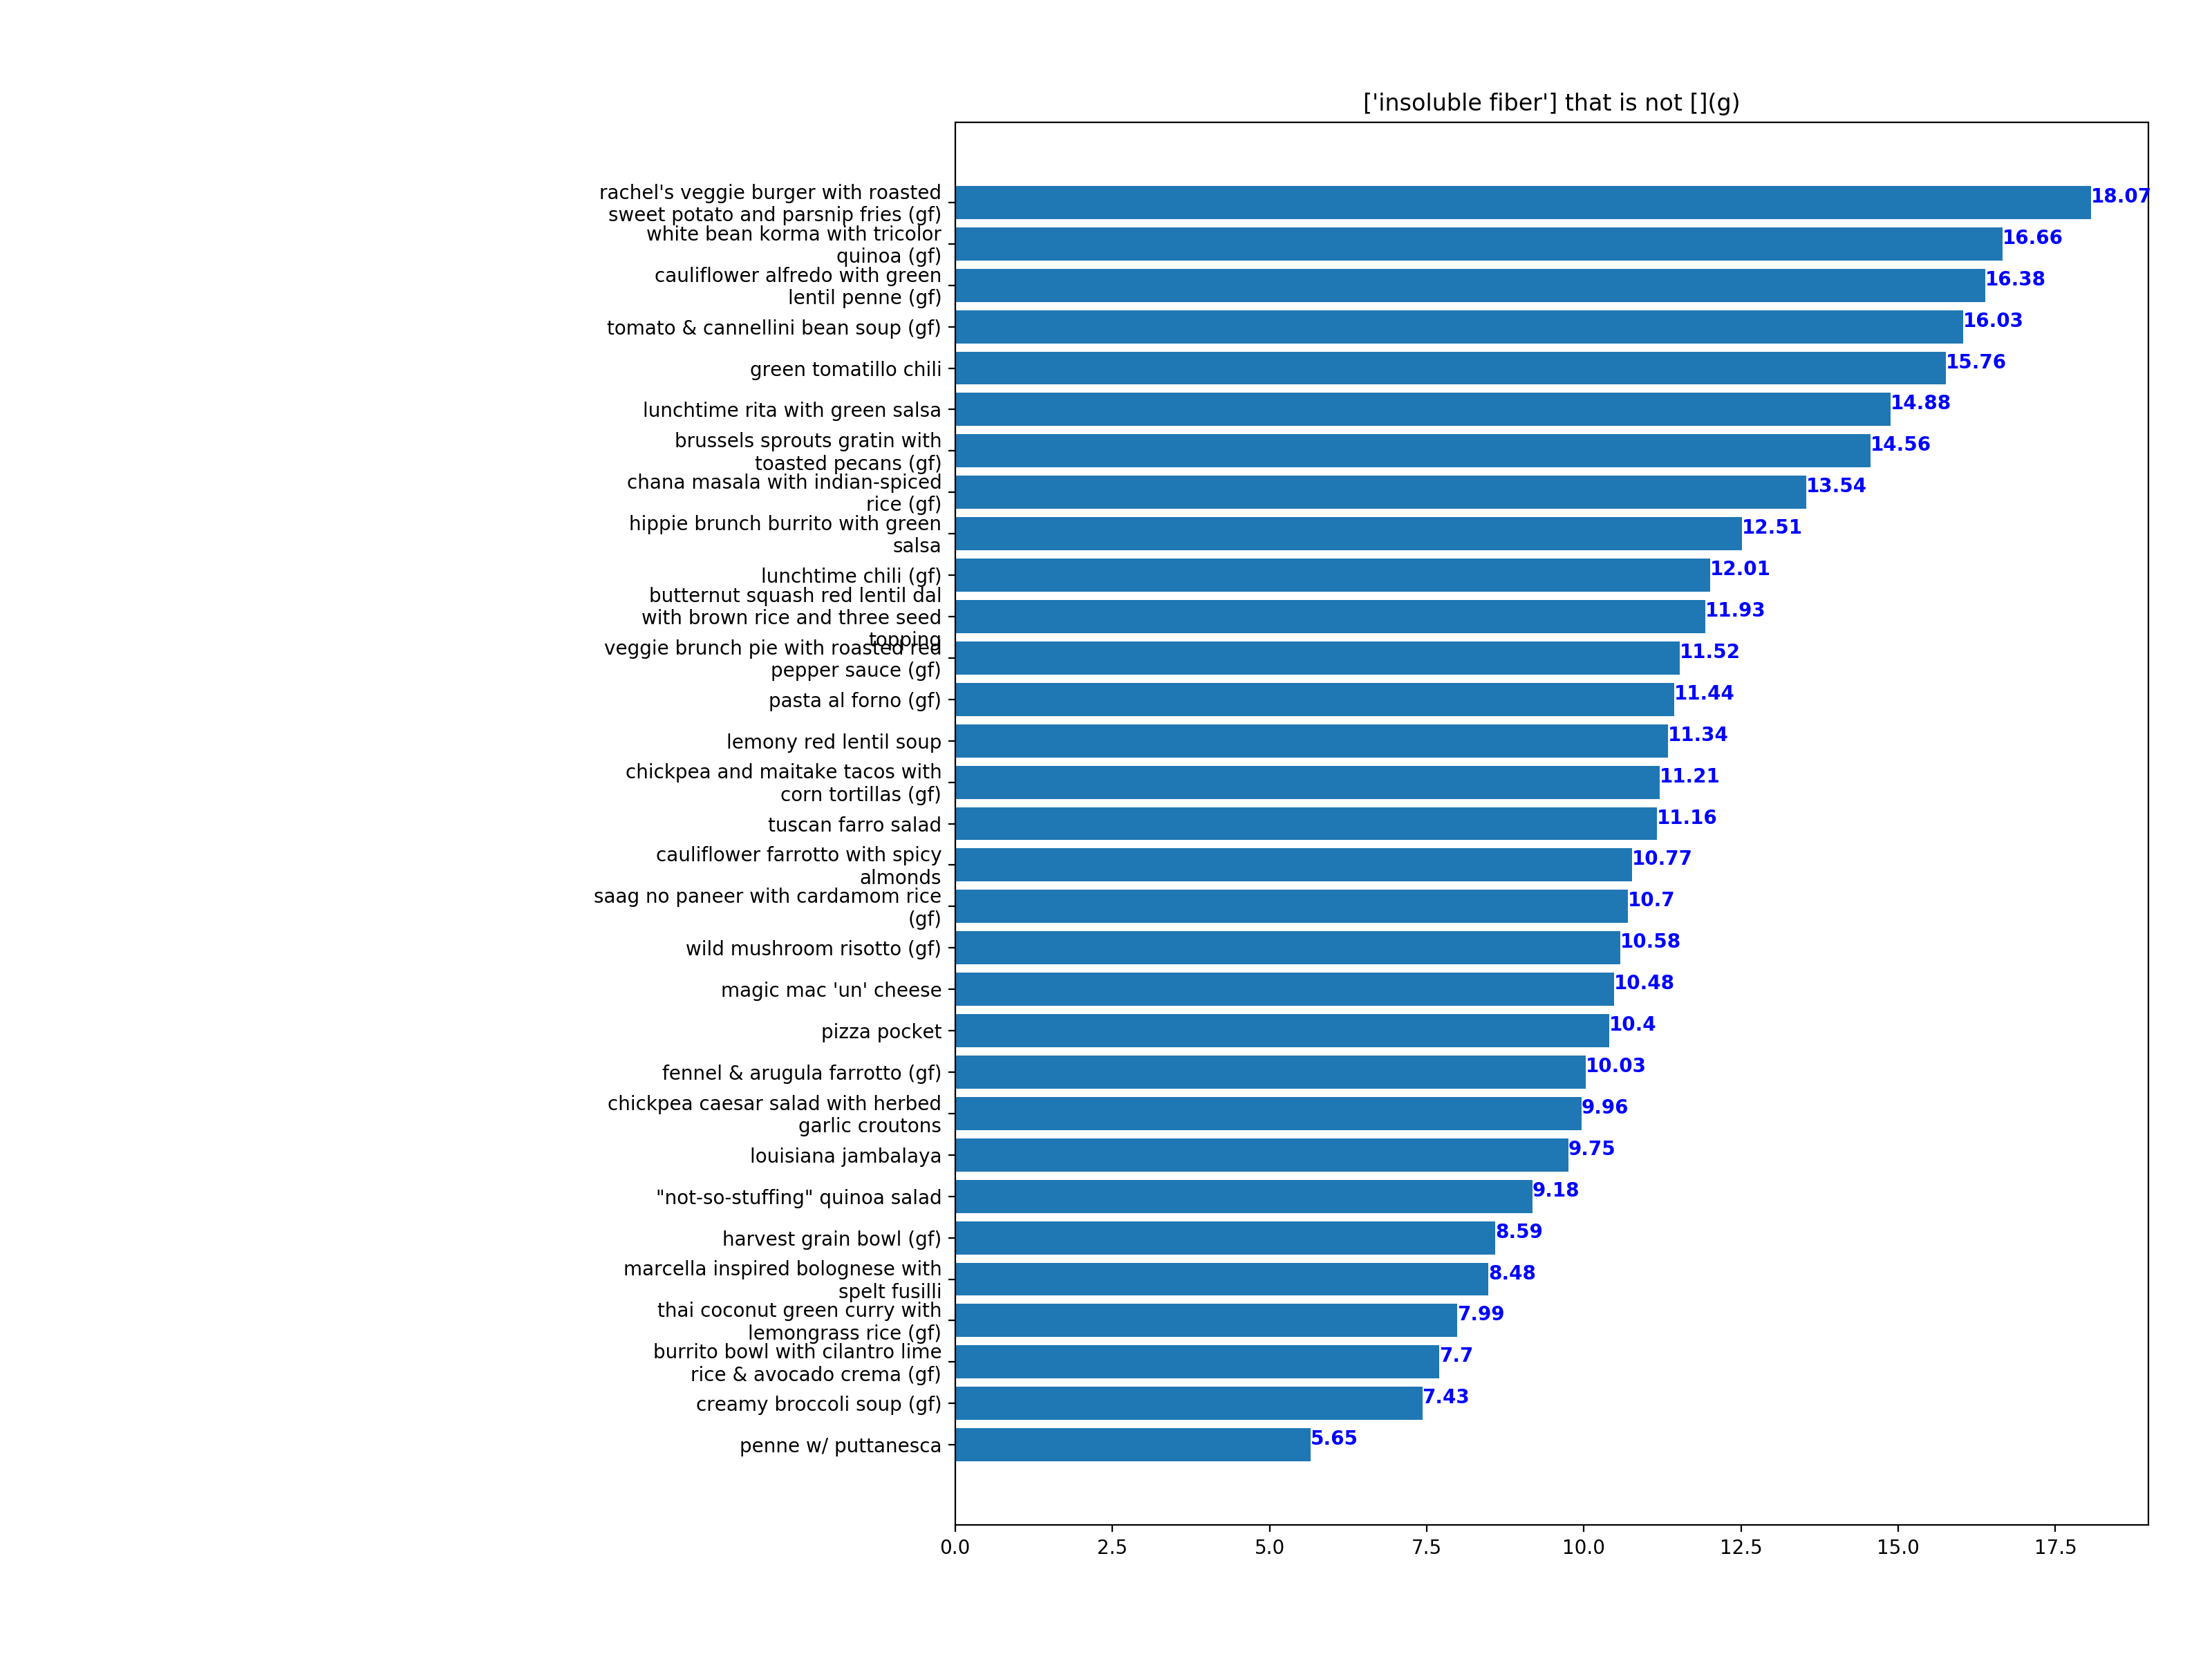 ['insoluble fiber'] that is not [](g)
rachel's veggie burger with roasted
sweet potato and parsnip fries (gf)
18.07
white bean korma with tricolor
quinoa (gf)
16.66
cauliflower alfredo with green
lentil penne (gf)
16.38
tomato & cannellini bean soup (gf)
16.03
green tomatillo chili
15.76
lunchtime rita with green salsa
14.88
brussels sprouts gratin with
toasted pecans (gf)
14.56
chana masala with indian-spiced
rice (gf)
13.54
hippie brunch burrito with green
salsa
12.51
lunchtime chili (gf)
12.01
butternut squash red lentil dal
with brown rice and three seed
topping
11.93
veggie brunch pie with roasted red
pepper sauce (gf)
11.52
pasta al forno (gf)
11.44
lemony red lentil soup
11.34
chickpea and maitake tacos with
corn tortillas (gf)
11.21
tuscan farro salad
11.16
cauliflower farrotto with spicy
almonds
10.77
saag no paneer with cardamom rice
(gf)
10.7
wild mushroom risotto (gf)
10.58
magic mac 'un' cheese
10.48
pizza pocket
10.4
fennel & arugula farrotto (gf)
10.03
chickpea caesar salad with herbed
garlic croutons
9.96
louisiana jambalaya
9.75
"not-so-stuffing" quinoa salad
9.18
harvest grain bowl (gf)
8.59
marcella inspired bolognese with
spelt fusilli
8.48
thai coconut green curry with
lemongrass rice (gf)
7.99
burrito bowl with cilantro lime
rice & avocado crema (gf)
7.7
creamy broccoli soup (gf)
7.43
penne w/ puttanesca
5.65
0.0 2.5 5.0 7.5 10.0 12.5 15.0 17.5